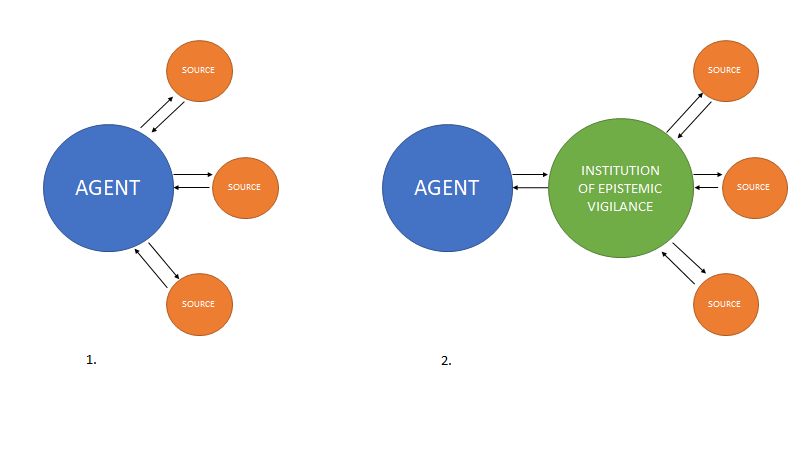 SOURCE
AGENT
SOURCE
SOURCE
1.
SOURCE
AGENT
INSTITUTION
OF EPISTEMIC
VIGILANCE
SOURCE
SOURCE
2.